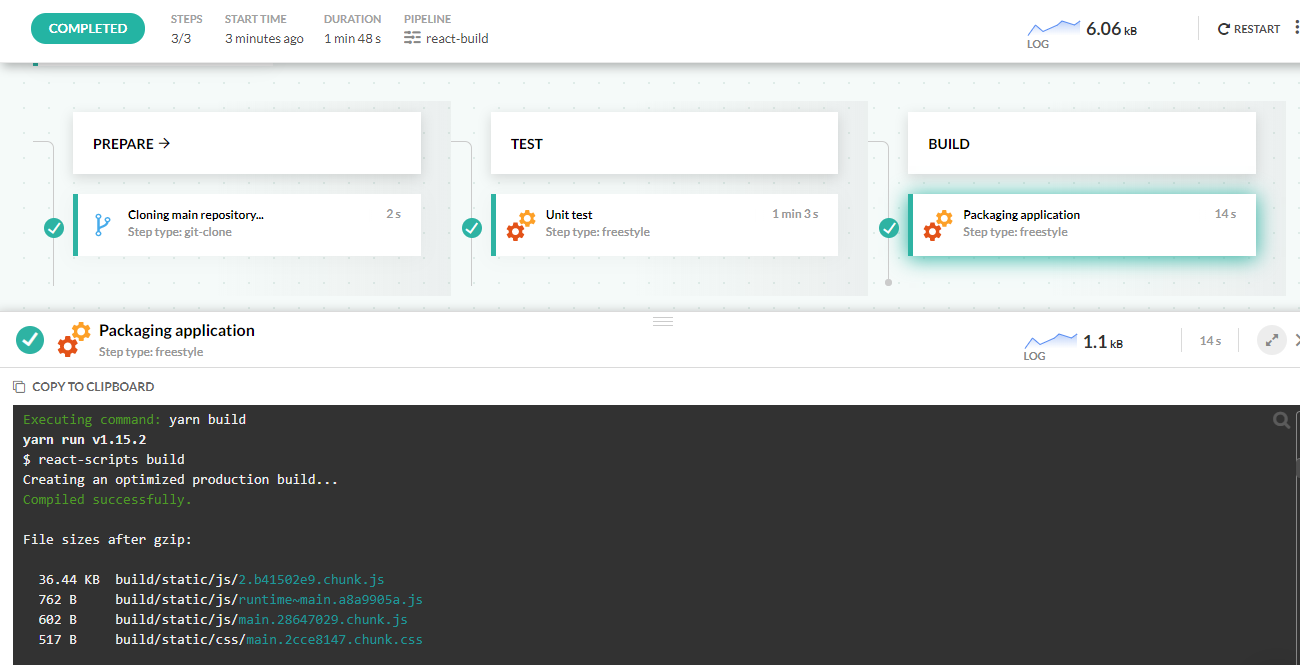 COMPLETED
STEPS
3/3
START TIME
3 minutes ago
DURATION
1 min 48 s
PIPELINE
react-build
LOG
6.06 kB
RESTART
PREPARE →
TEST
BUILD
Cloning main repository...
2 s
Step type: git-clone
Unit test
1 min 3 s
Step type: freestyle
Packaging application
14 s
Step type: freestyle
Packaging application
Step type: freestyle
LOG
1.1 kB
14 s
COPY TO CLIPBOARD
Executing command: yarn build
yarn run v1.15.2
$ react-scripts build
Creating an optimized production build...
Compiled successfully.
File sizes after gzip:
36.44 KB build/static/js/2.b41502e9.chunk.js
762 B build/static/js/runtime~main.a8a9905a.js
602 B build/static/js/main.28647029.chunk.js
517 B build/static/css/main.2cce8147.chunk.css